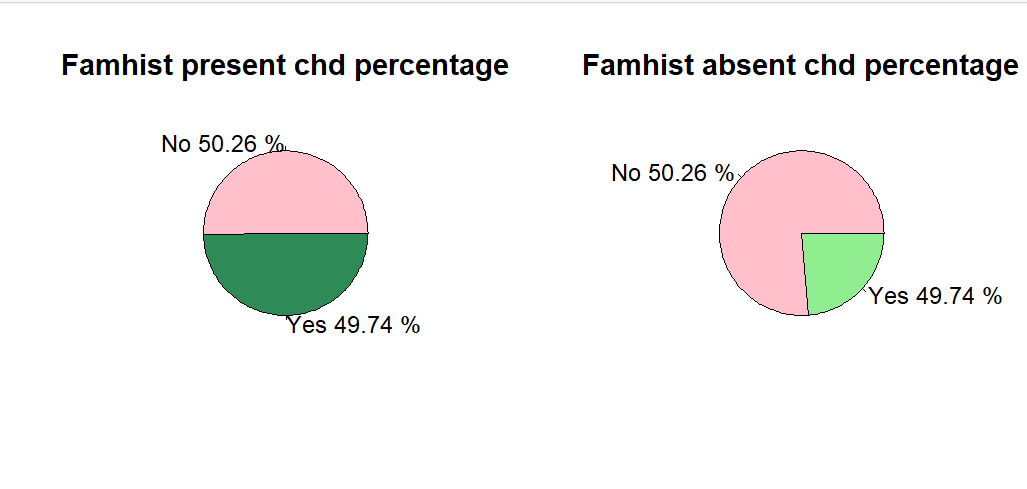 Famhist present chd percentage
No 50.26 %
Yes 49.74 %
Famhist absent chd percentage
No 50.26 %
Yes 49.74 %